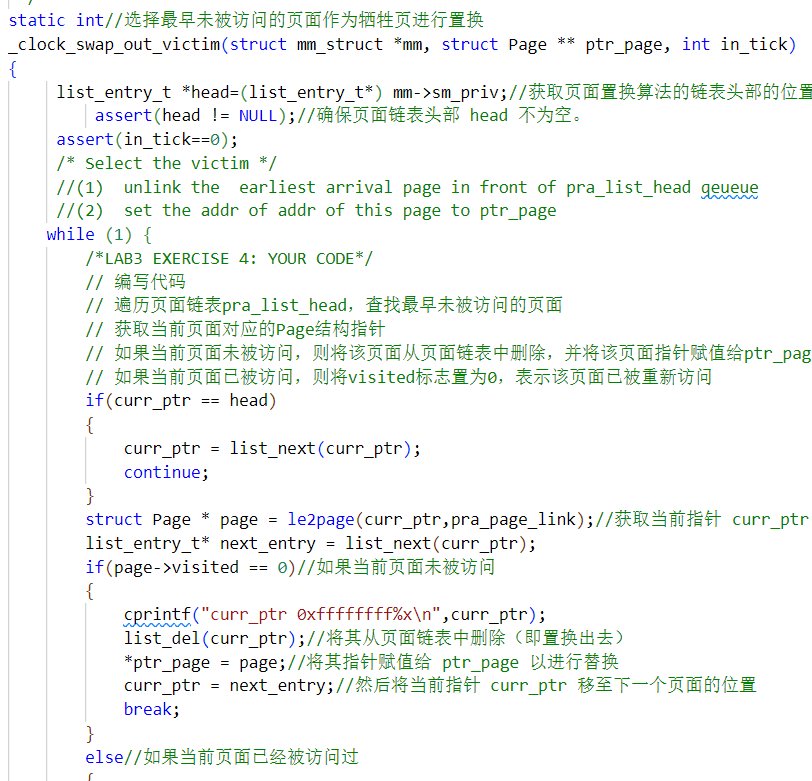 /
static int//选择最早未被访问的页面作为牺牲页进行置换
_clock_swap_out_victim(struct mm_struct *mm, struct Page ** ptr_page, int in_tick)
{
list_entry_t *head=(list_entry_t*) mm->sm_priv;//获取页面置换算法的链表头部的位置
assert(head != NULL);//确保页面链表头部 head 不为空。
assert(in_tick==0);
/* Select the victim */
//(1)  unlink the  earliest arrival page in front of pra_list_head qeueue
//(2)  set the addr of addr of this page to ptr_page
while (1) {
/*LAB3 EXERCISE 4: YOUR CODE*/
// 编写代码
// 遍历页面链表pra_list_head，查找最早未被访问的页面
// 获取当前页面对应的Page结构指针
// 如果当前页面未被访问，则将该页面从页面链表中删除，并将该页面指针赋值给ptr_pag
// 如果当前页面已被访问，则将visited标志置为0，表示该页面已被重新访问
if(curr_ptr == head)
{
curr_ptr = list_next(curr_ptr);
continue;
}
struct Page * page = le2page(curr_ptr,pra_page_link);//获取当前指针 curr_ptr
list_entry_t* next_entry = list_next(curr_ptr);
if(page->visited == 0)//如果当前页面未被访问
{
cprintf("curr_ptr 0xffffffff%x\n",curr_ptr);
list_del(curr_ptr);//将其从页面链表中删除（即置换出去）
*ptr_page = page;//将其指针赋值给 ptr_page 以进行替换
curr_ptr = next_entry;//然后将当前指针 curr_ptr 移至下一个页面的位置
break;
}
else//如果当前页面已经被访问过
{